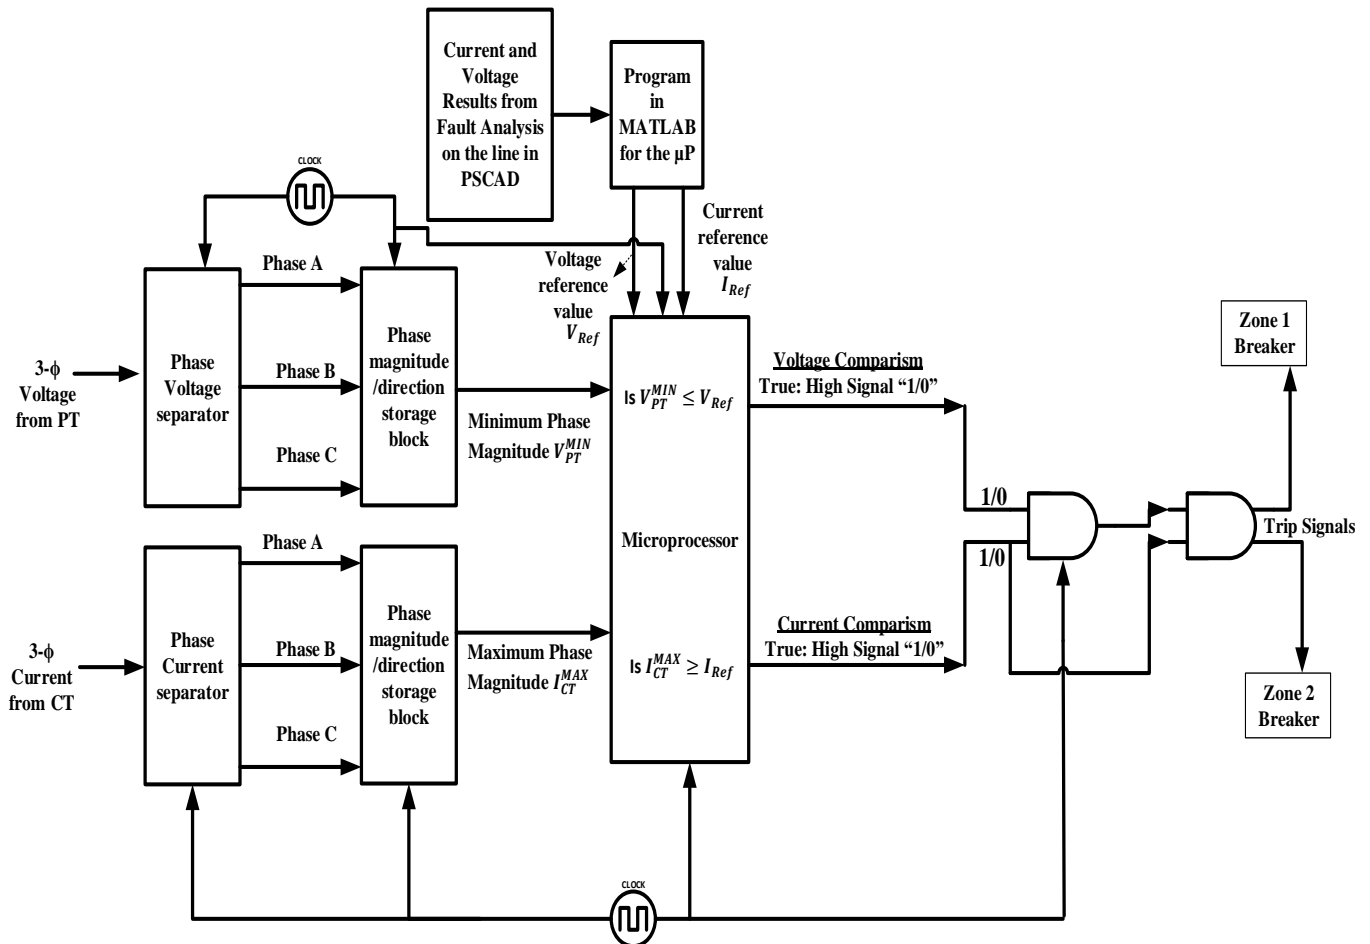 Current and
Voltage
Results from
Fault Analysis
on the line in
PSCAD
Program
in
MATLAB
for the µP
CLOCK
Current
reference
value
I_Ref
Voltage
reference
value
V_Ref
3-ϕ
Voltage
from PT
Phase
Voltage
separator
Phase A
Phase B
Phase C
Phase
magnitude
/direction
storage
block
Minimum Phase
Magnitude V_PT^MIN
Is V_PT^MIN ≤ V_Ref
Microprocessor
Is I_CT^MAX ≥ I_Ref
Voltage Comparism
True: High Signal “1/0”
1/0
1/0
Current Comparism
True: High Signal “1/0”
Zone 1
Breaker
Trip Signals
Zone 2
Breaker
3-ϕ
Current
from CT
Phase
Current
separator
Phase A
Phase B
Phase C
Phase
magnitude
/direction
storage
block
Maximum Phase
Magnitude I_CT^MAX
CLOCK